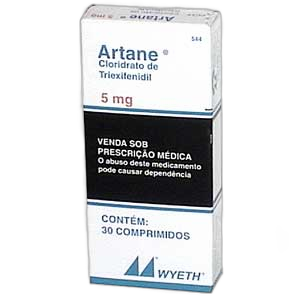 544
Artane®
Cloridrato de
Triexifenidil
5 mg
VENDA SOB
PRESCRIÇÃO MÉDICA
O abuso deste medicamento
pode causar dependência
CONTÉM:
30 COMPRIMIDOS
WYETH®